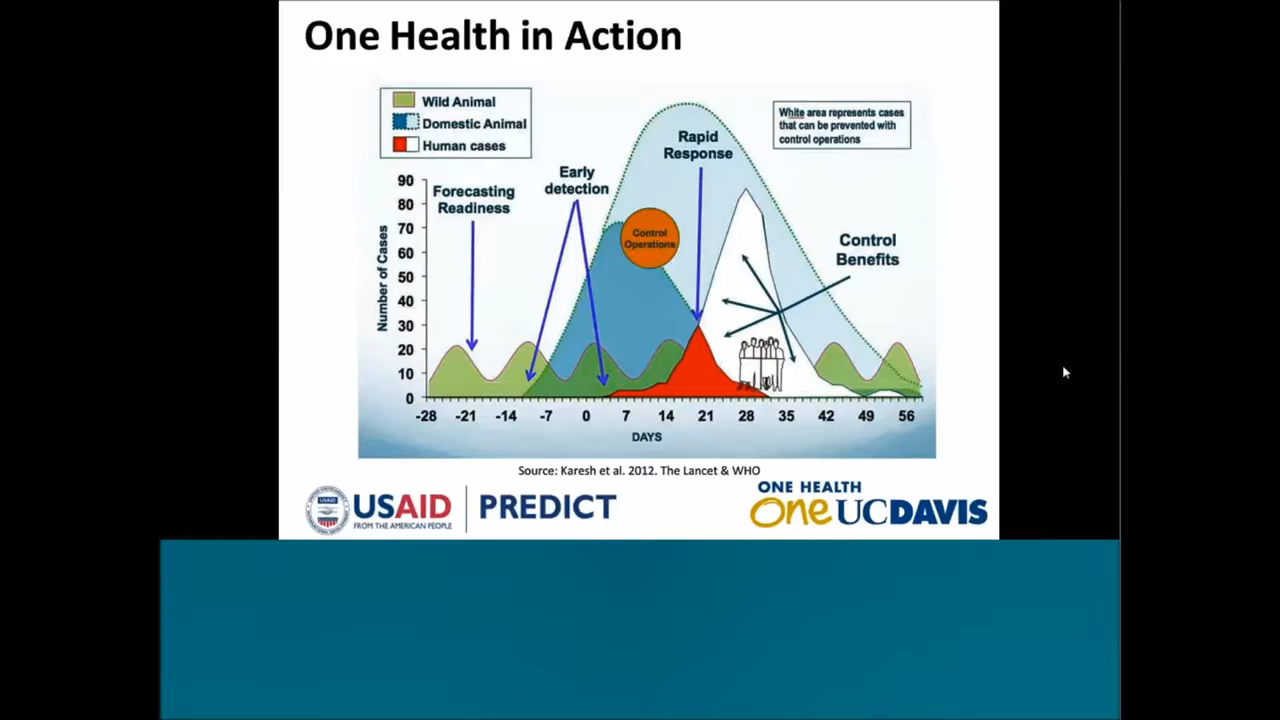 One Health in Action
Wild Animal
Domestic Animal
Human cases
White area represents cases
that can be prevented with
control operations
Rapid
Response
Early
detection
Forecasting
Readiness
Control
Operations
Control
Benefits
Number of Cases
90
80
70
60
50
40
30
20
10
0
-28 -21 -14 -7 0 7 14 21 28 35 42 49 56
DAYS
Source: Karesh et al. 2012. The Lancet & WHO
USAID
FROM THE AMERICAN PEOPLE
PREDICT
ONE HEALTH
One UCDAVIS